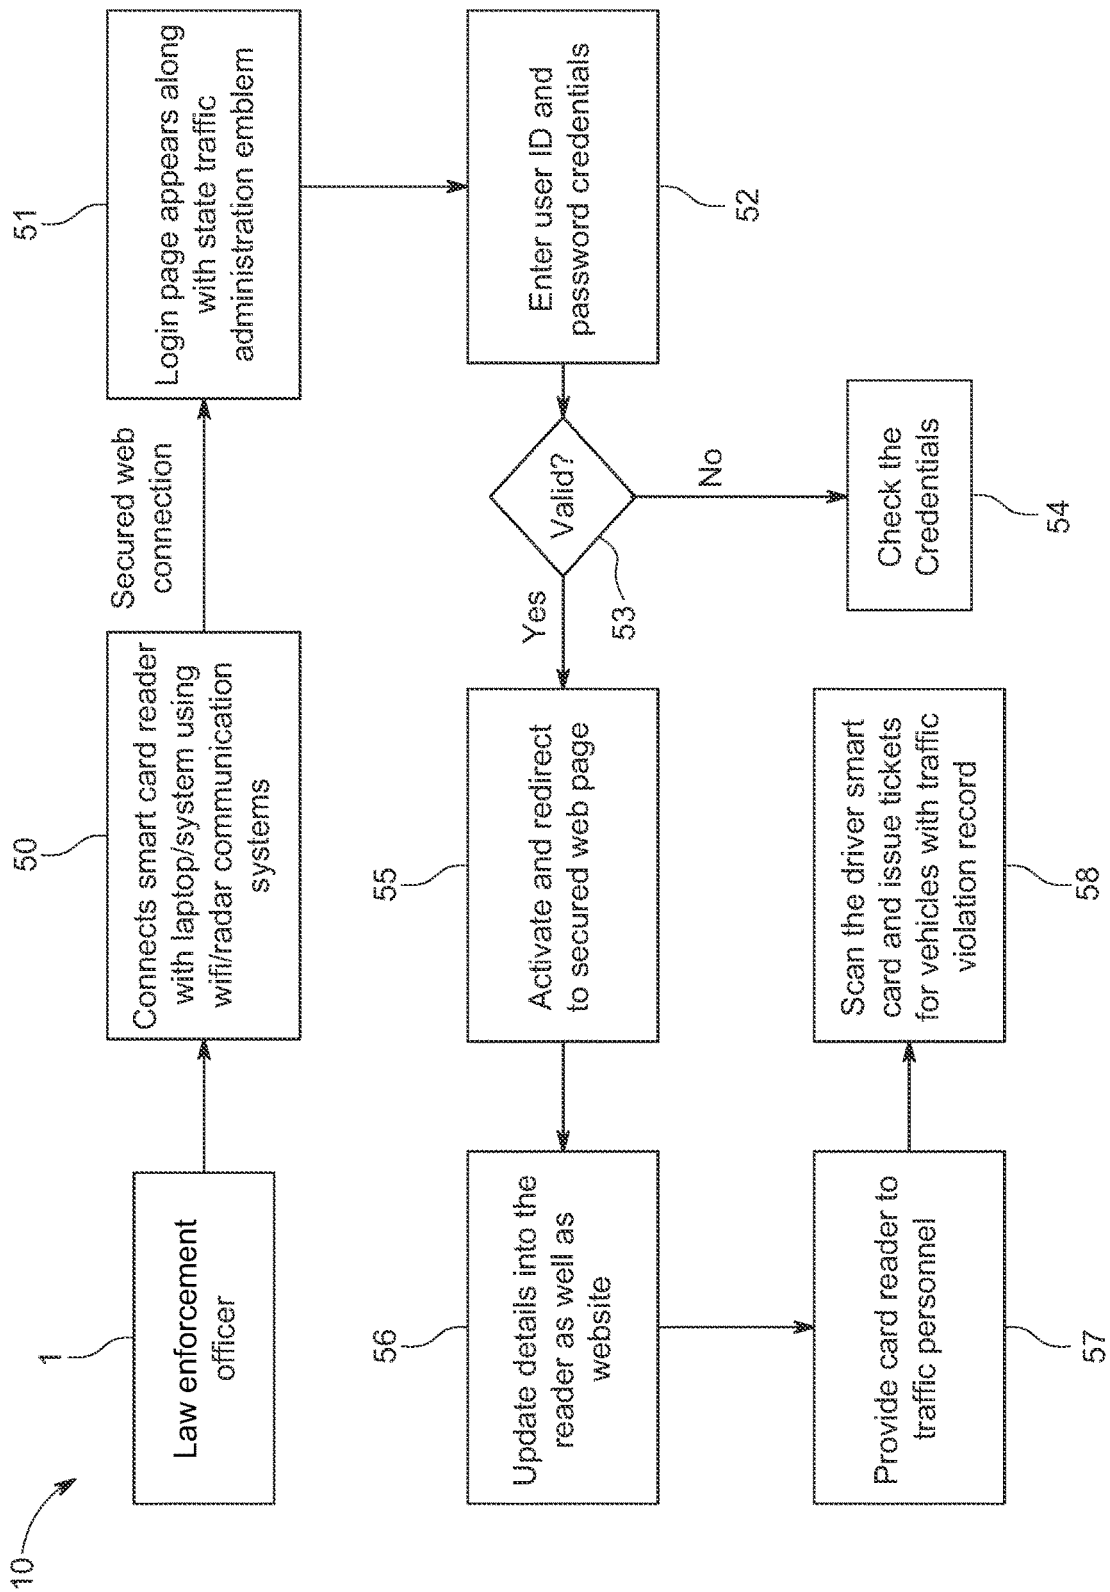 10
1
Law enforcement
officer
50
Connects smart card reader
with laptop/system using
wifi/radar communication
systems
Secured web
connection
51
Login page appears along
with state traffic
administration emblem
Enter user ID and
password credentials
52
Valid?
53
Yes
No
Check the
Credentials
54
55
Activate and redirect
to secured web page
56
Update details into the
reader as well as
website
Provide card reader to
traffic personnel
57
Scan the driver smart
card and issue tickets
for vehicles with traffic
violation record
58